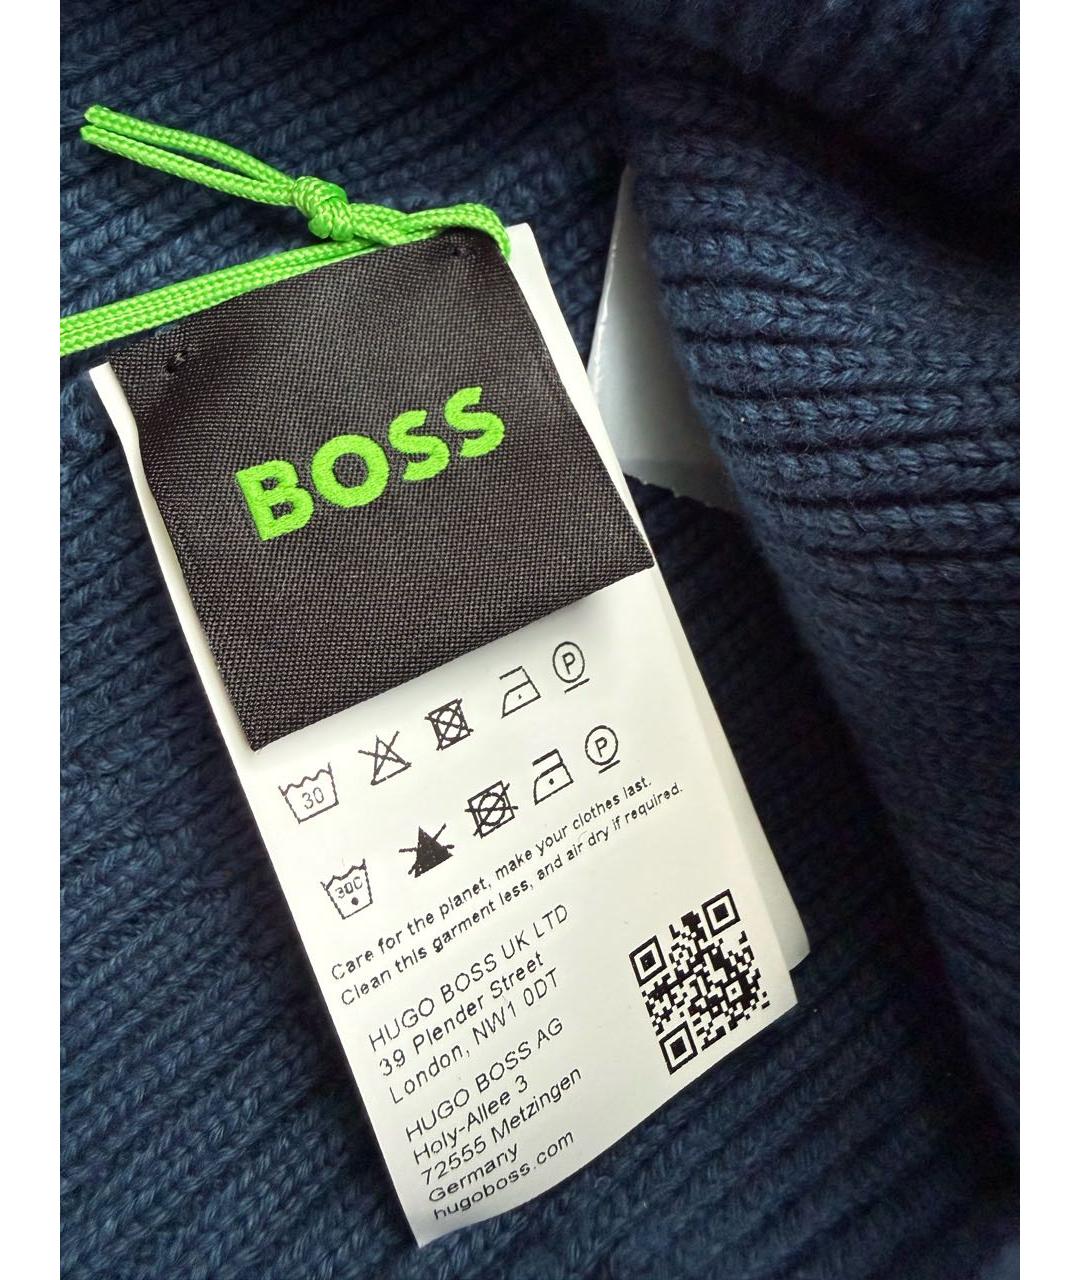 BOSS
30
P
30C
P
Care for the planet, make your clothes last.
Clean this garment less, and air dry if required.
HUGO BOSS UK LTD
39 Plender Street
London, NW1 0DT
HUGO BOSS AG
Holy-Allee 3
72555 Metzingen
Germany
hugoboss.com